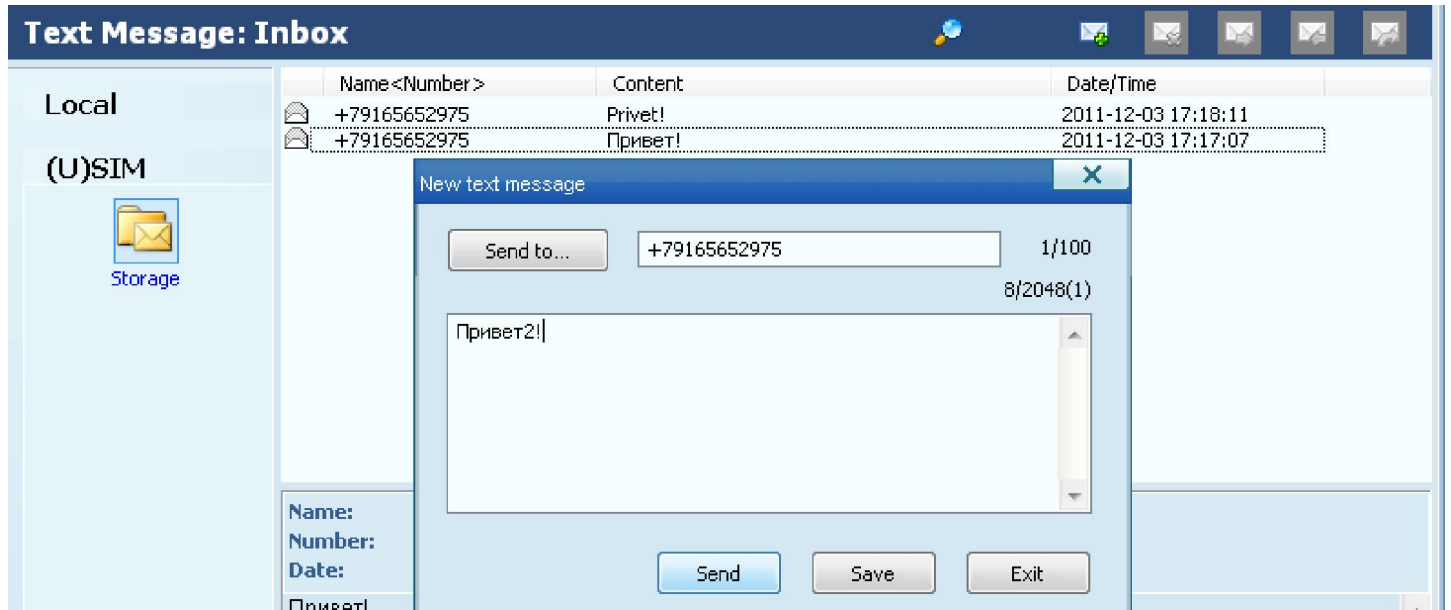 Text Message: Inbox
Name<Number> Content Date/Time
Local
+79165652975 Privet! 2011-12-03 17:18:11
+79165652975 Привет! 2011-12-03 17:17:07
(U)SIM
New text message
Send to... +79165652975 1/100
Storage
8/2048(1)
Привет2!
Name:
Number:
Date:
Send Save Exit
Привет!